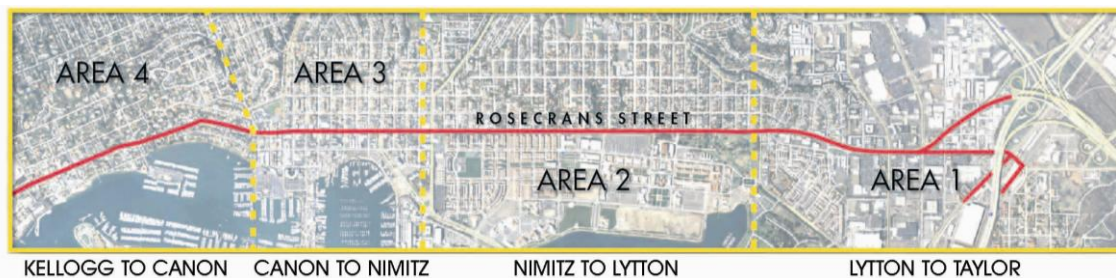 AREA 4
AREA 3
ROSECRANS STREET
AREA 2
AREA 1
KELLOGG TO CANON
CANON TO NIMITZ
NIMITZ TO LYTTON
LYTTON TO TAYLOR